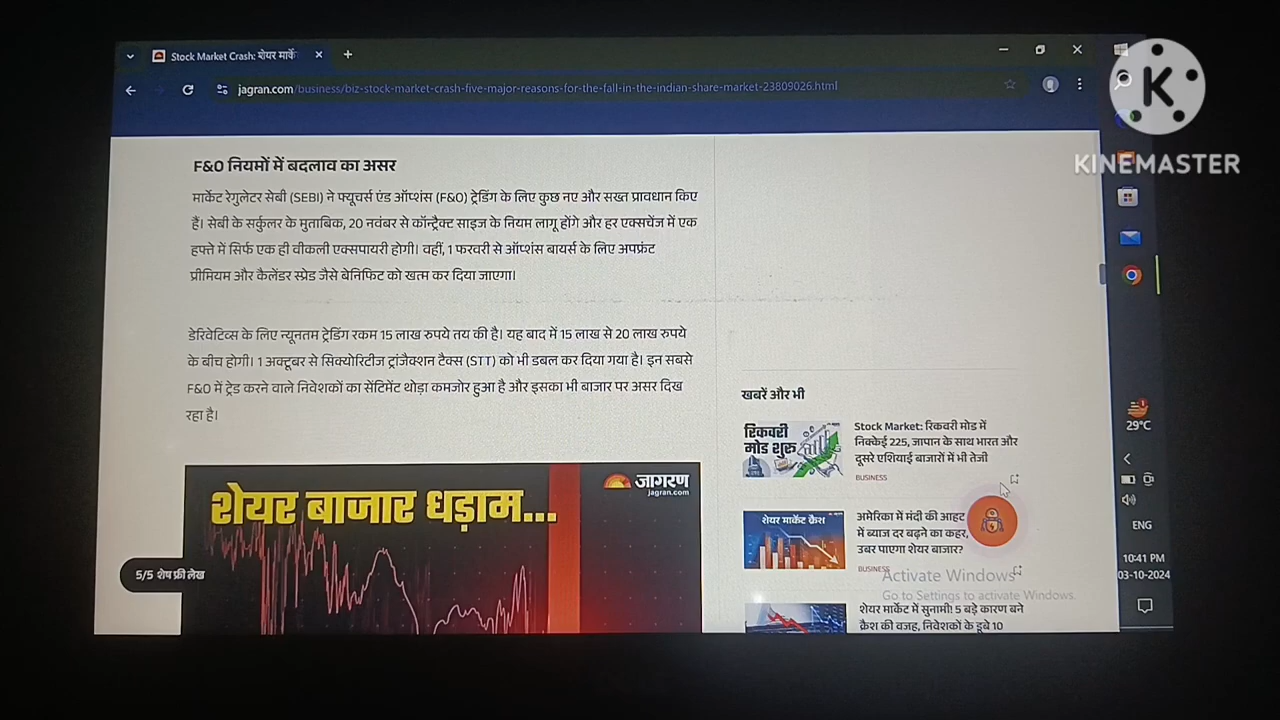 Stock Market Crash: शेयर मार्के
jagran.com/business/biz-stock-market-crash-five-major-reasons-for-the-fall-in-the-indian-share-market-23809026.html
K
KINEMASTER
F&O नियमों में बदलाव का असर
मार्केट रेगुलेटर सेबी (SEBI) ने फ्यूचर्स एंड ऑप्शंस (F&O) ट्रेडिंग के लिए कुछ नए और सख्त प्रावधान किए
हैं। सेबी के सर्कुलर के मुताबिक, 20 नवंबर से कॉन्ट्रैक्ट साइज के नियम लागू होंगे और हर एक्सचेंज में एक
हफ्ते में सिर्फ एक ही वीकली एक्सपायरी होगी। वहीं, 1 फरवरी से ऑप्शंस बायर्स के लिए अपफ्रंट
प्रीमियम और कैलेंडर स्प्रेड जैसे बेनिफिट को खत्म कर दिया जाएगा।
डेरिवेटिव्स के लिए न्यूनतम ट्रेडिंग रकम 15 लाख रुपये तय की है। यह बाद में 15 लाख से 20 लाख रुपये
के बीच होगी। 1 अक्टूबर से सिक्योरिटीज ट्रांजैक्शन टैक्स (STT) को भी डबल कर दिया गया है। इन सबसे
F&O में ट्रेड करने वाले निवेशकों का सेंटिमेंट थोड़ा कमजोर हुआ है और इसका भी बाजार पर असर दिख
रहा है।
शेयर बाजार धड़ाम...
जागरण
jagran.com
5/5 शेष फ्री लेख
खबरें और भी
रिकवरी
मोड शुरू
Stock Market: रिकवरी मोड में
निक्केई 225, जापान के साथ भारत और
दूसरे एशियाई बाजारों में भी तेजी
BUSINESS
शेयर मार्केट क्रैश
अमेरिका में मंदी की आहट
में ब्याज दर बढ़ने का कहर,
उबर पाएगा शेयर बाजार?
BUSINESS
शेयर मार्केट में सुनामी! 5 बड़े कारण बने
क्रैश की वजह, निवेशकों के डूबे 10
Activate Windows
Go to Settings to activate Windows.
29°C
ENG
10:41 PM
03-10-2024